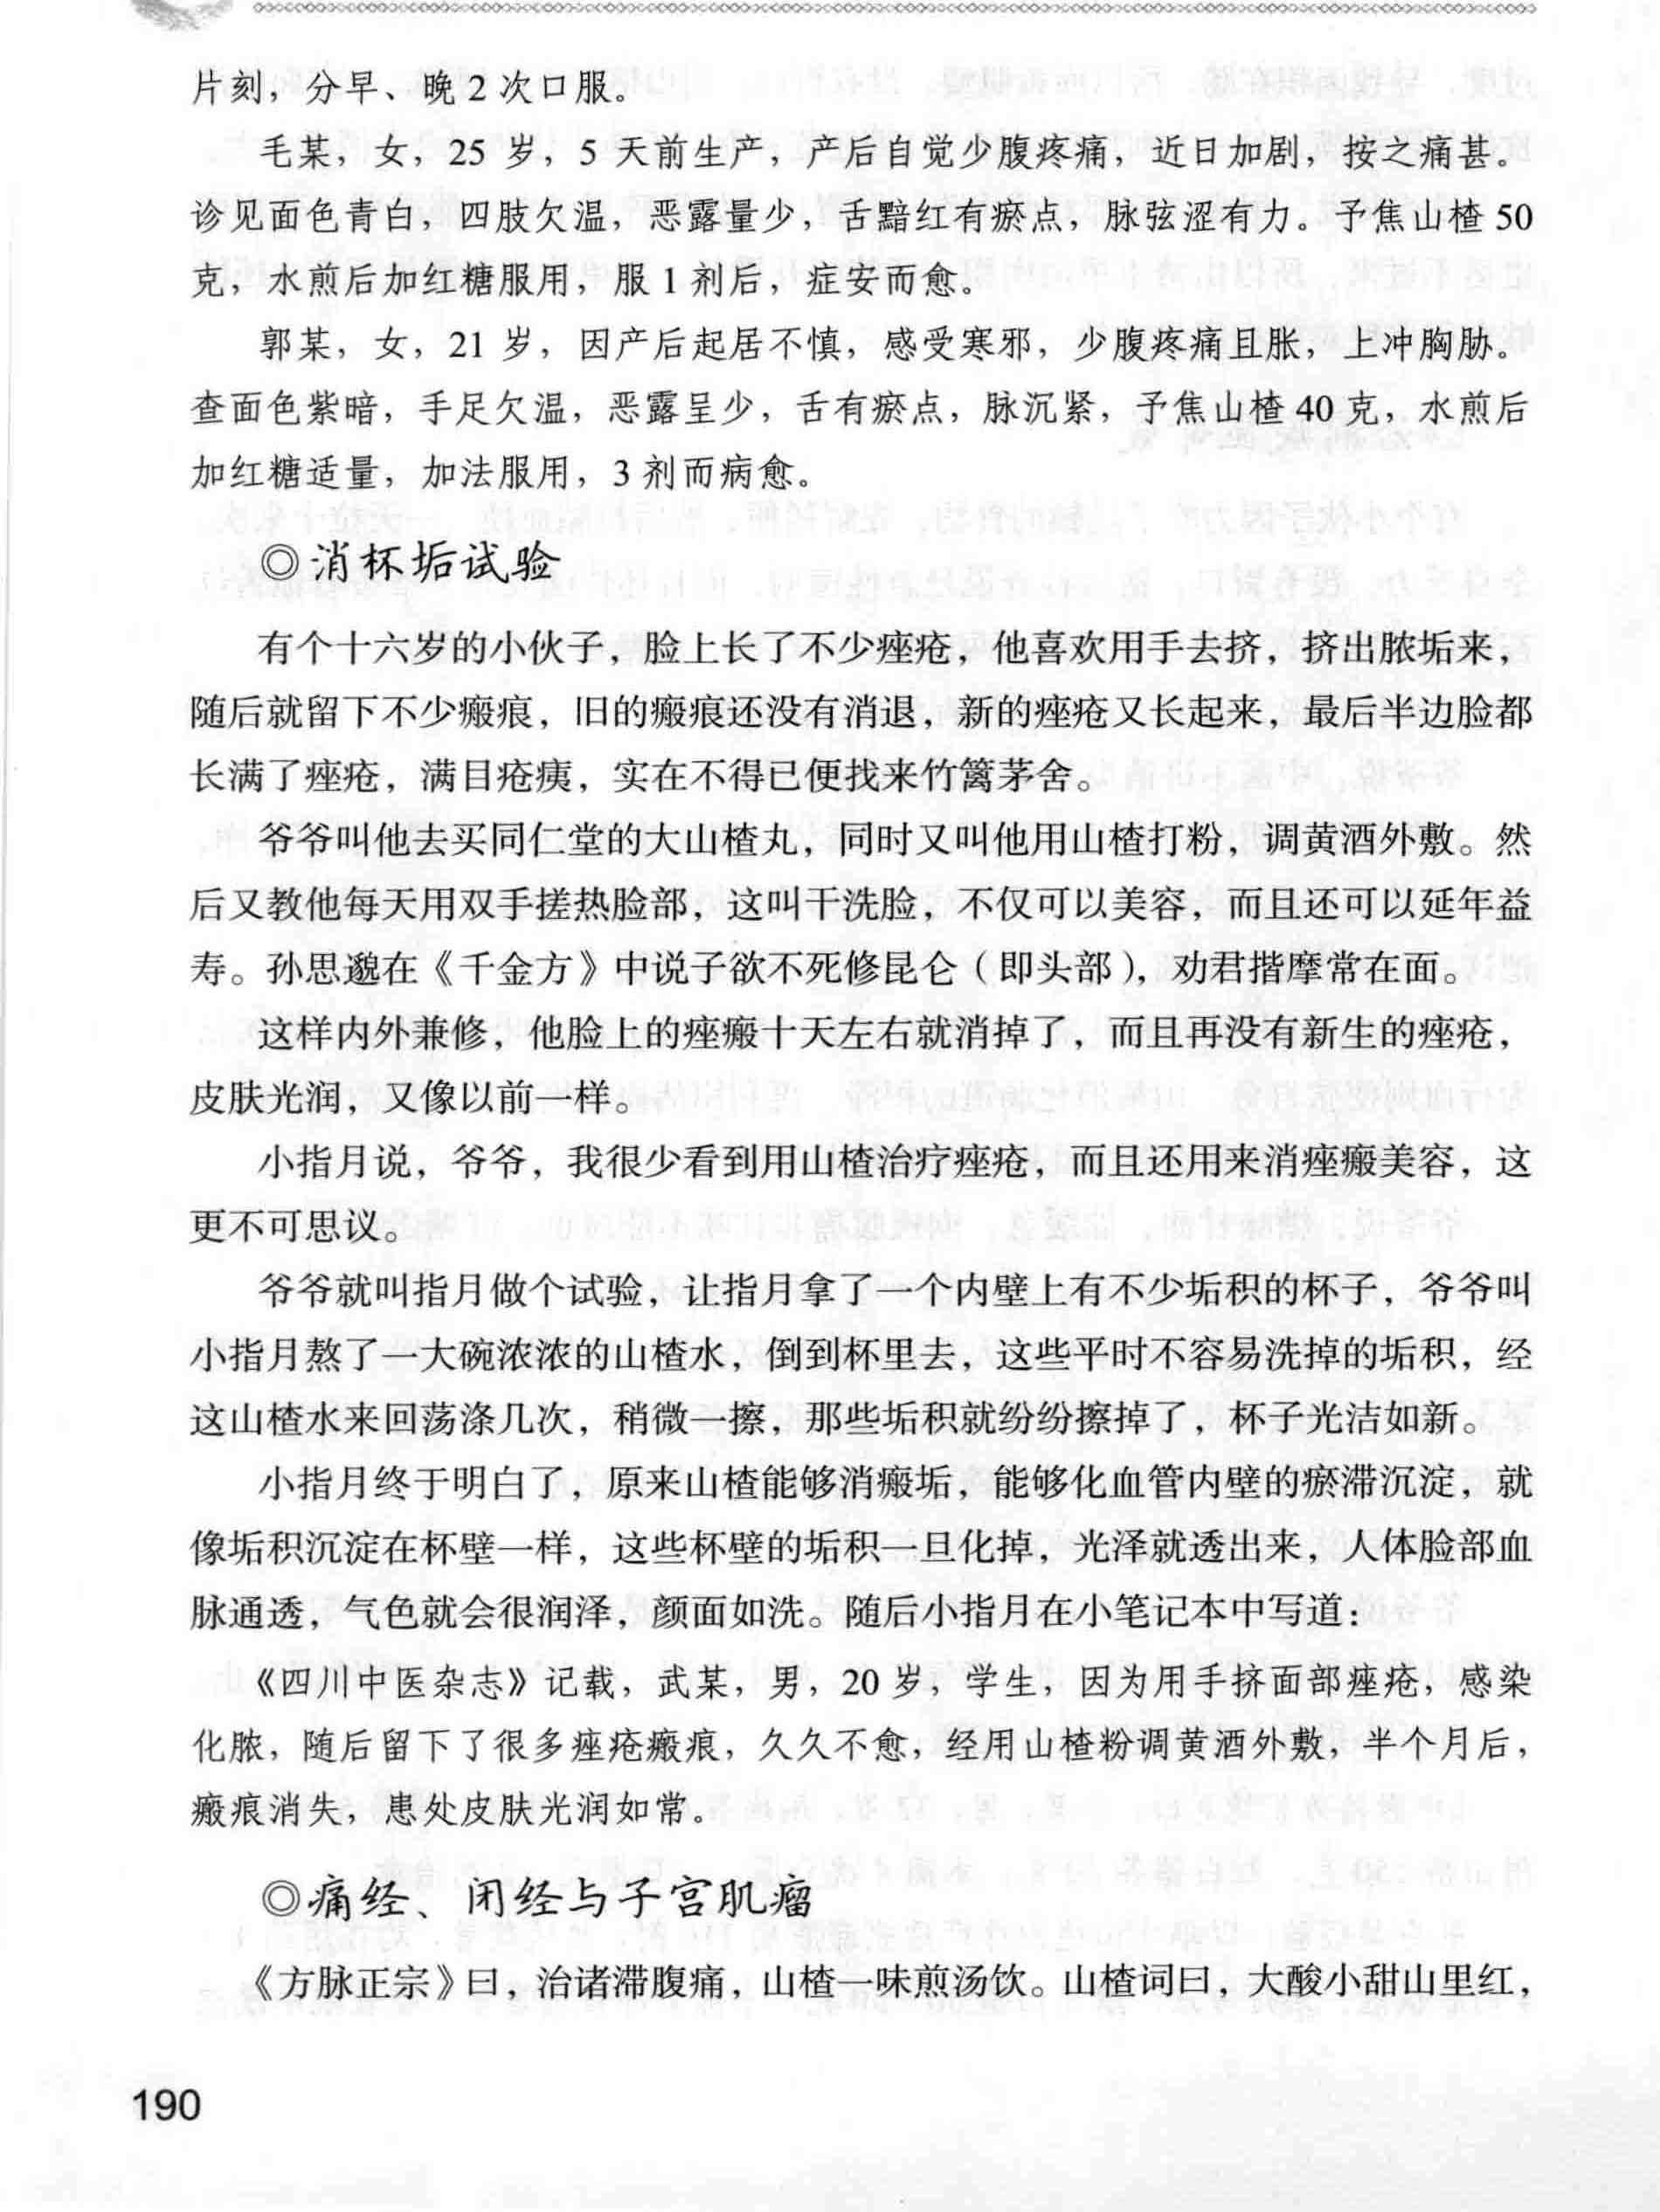 片刻，分早、晚 2 次口服。
毛某，女，25 岁，5 天前生产，产后自觉少腹疼痛，近日加剧，按之痛甚。
诊见面色青白，四肢欠温，恶露量少，舌黯红有瘀点，脉弦涩有力。予焦山楂 50
克，水煎后加红糖服用，服 1 剂后，症安而愈。
郭某，女，21 岁，因产后起居不慎，感受寒邪，少腹疼痛且胀，上冲胸胁。
查面色紫暗，手足欠温，恶露呈少，舌有瘀点，脉沉紧，予焦山楂 40 克，水煎后
加红糖适量，加法服用，3 剂而病愈。
◎消杯垢试验
有个十六岁的小伙子，脸上长了不少痤疮，他喜欢用手去挤，挤出脓垢来，
随后就留下不少瘢痕，旧的瘢痕还没有消退，新的痤疮又长起来，最后半边脸都
长满了痤疮，满目疮痍，实在不得已便找来竹篱茅舍。
爷爷叫他去买同仁堂的大山楂丸，同时又叫他用山楂打粉，调黄酒外敷。然
后又教他每天用双手搓热脸部，这叫干洗脸，不仅可以美容，而且还可以延年益
寿。孙思邈在《千金方》中说子欲不死修昆仑（即头部），劝君揩摩常在面。
这样内外兼修，他脸上的痤瘢十天左右就消掉了，而且再没有新生的痤疮，
皮肤光润，又像以前一样。
小指月说，爷爷，我很少看到用山楂治疗痤疮，而且还用来消痤瘢美容，这
更不可思议。
爷爷就叫指月做个试验，让指月拿了一个内壁上有不少垢积的杯子，爷爷叫
小指月熬了一大碗浓浓的山楂水，倒到杯里去，这些平时不容易洗掉的垢积，经
这山楂水来回荡涤几次，稍微一擦，那些垢积就纷纷擦掉了，杯子光洁如新。
小指月终于明白了，原来山楂能够消瘢垢，能够化血管内壁的瘀滞沉淀，就
像垢积沉淀在杯壁一样，这些杯壁的垢积一旦化掉，光泽就透出来，人体脸部血
脉通透，气色就会很润泽，颜面如洗。随后小指月在小笔记本中写道：
《四川中医杂志》记载，武某，男，20 岁，学生，因为用手挤面部痤疮，感染
化脓，随后留下了很多痤疮瘢痕，久久不愈，经用山楂粉调黄酒外敷，半个月后，
瘢痕消失，患处皮肤光润如常。
◎痛经、闭经与子宫肌瘤
《方脉正宗》曰，治诸滞腹痛，山楂一味煎汤饮。山楂词曰，大酸小甜山里红，
190